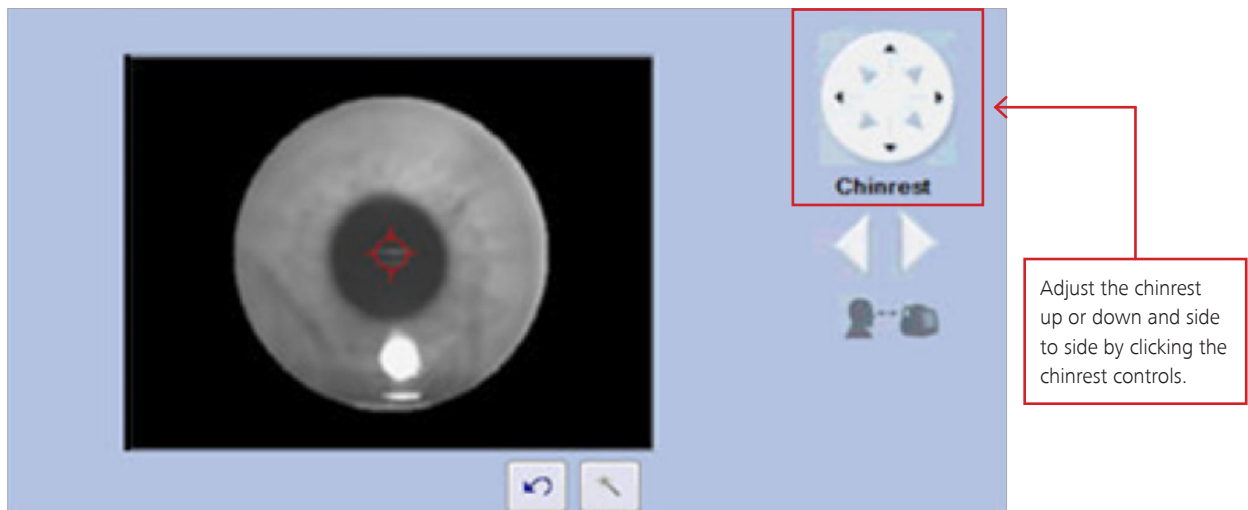 Chinrest
Adjust the chinrest
up or down and side
to side by clicking the
chinrest controls.